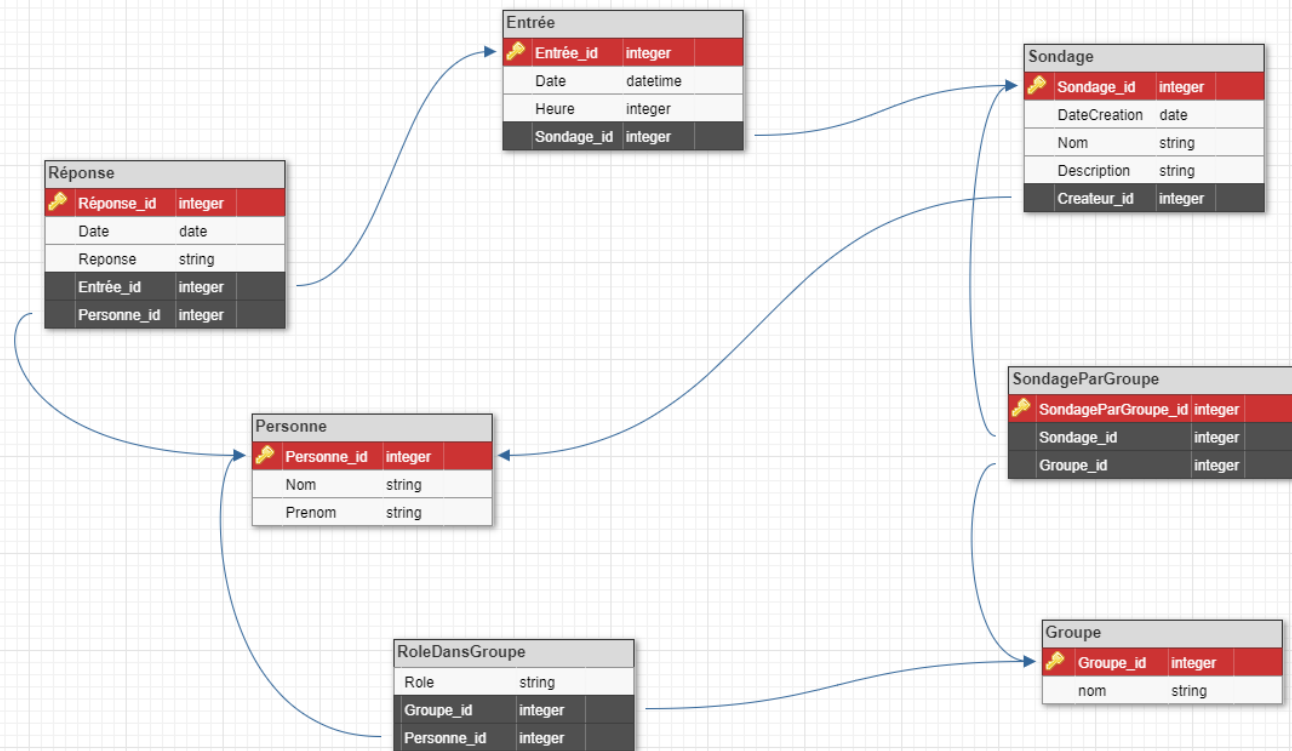 Entrée
Entrée_id integer
Date datetime
Heure integer
Sondage_id integer
Sondage
Sondage_id integer
DateCreation date
Nom string
Description string
Createur_id integer
Réponse
Réponse_id integer
Date date
Reponse string
Entrée_id integer
Personne_id integer
SondageParGroupe
SondageParGroupe_id integer
Sondage_id integer
Groupe_id integer
Personne
Personne_id integer
Nom string
Prenom string
RoleDansGroupe
Role string
Groupe_id integer
Personne_id integer
Groupe
Groupe_id integer
nom string